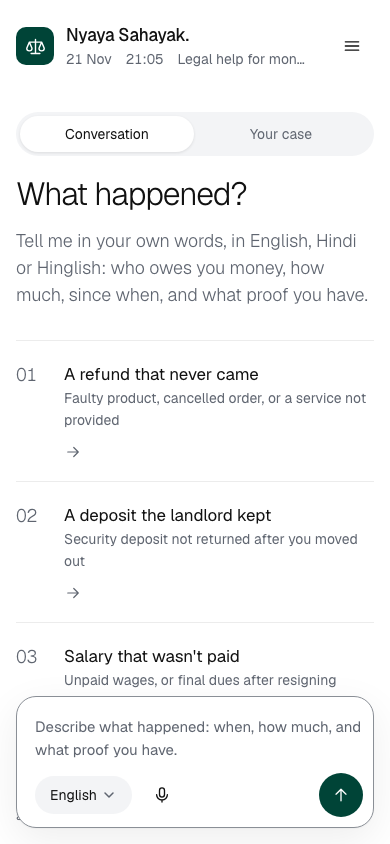 Nyaya Sahayak.
21 Nov 21:05 Legal help for mon…
Conversation
Your case
What happened?
Tell me in your own words, in English, Hindi
or Hinglish: who owes you money, how
much, since when, and what proof you have.
01
A refund that never came
Faulty product, cancelled order, or a service not
provided
02
A deposit the landlord kept
Security deposit not returned after you moved
out
03
Salary that wasn't paid
Unpaid wages, or final dues after resigning
Describe what happened: when, how much, and
what proof you have.
English